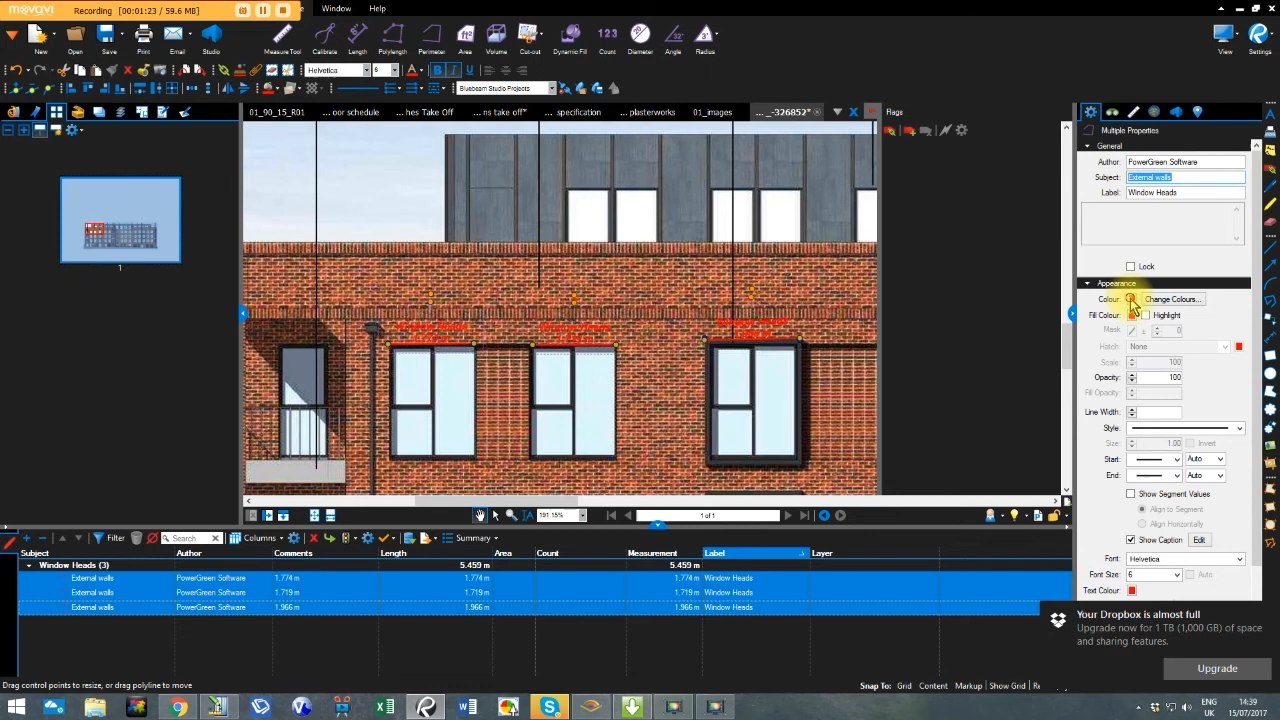 movavi Recording [00:01:23 / 59.6 MB] Window Help
New Open Save Print Email Studio Measure Tool Calibrate Length Polylength Perimeter Area Volume Cut-out Dynamic Fill Count Diameter Angle Radius View Settings
123
Helvetica 6 A B I U
Bluebeam Studio Projects
01_90_15_R01 ... oor schedule ... hes Take Off ... ns take off* ... specification ... plasterworks 01_images ... _-326852* Flags
Multiple Properties
General
Author: PowerGreen Software
Subject: External walls
Label: Window Heads
Lock
Appearance
Colour: Change Colours...
Fill Colour: Highlight
Mask 0
Hatch: None
Scale: 100
Opacity: 100
Fill Opacity:
Line Width:
Style:
Size: 1.00 Invert
Start: Auto
End: Auto
Show Segment Values
Align to Segment
Align Horizontally
Show Caption Edit
Font: Helvetica
Font Size: 6 Auto
Text Colour:
1
Window Heads Window Heads
191.15% 1 of 1
Filter Search Columns Summary
Subject Author Comments Length Area Count Measurement Label Layer
Window Heads (3) 5.459 m 5.459 m
External walls PowerGreen Software 1.774 m 1.774 m 1.774 m Window Heads
External walls PowerGreen Software 1.719 m 1.719 m 1.719 m Window Heads
External walls PowerGreen Software 1.966 m 1.966 m 1.966 m Window Heads
Your Dropbox is almost full
Upgrade now for 1 TB (1,000 GB) of space
and sharing features.
Upgrade
Drag control points to resize, or drag polyline to move Snap To: Grid Content Markup Show Grid Re
ENG 14:39
UK 15/07/2017